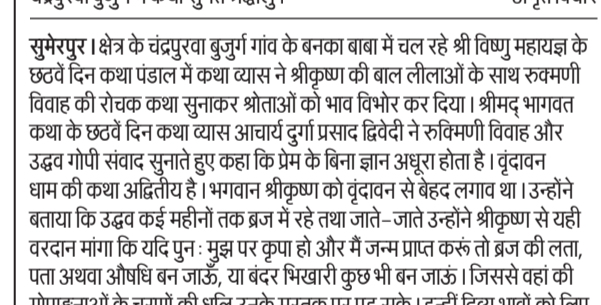 सुमेरपुर। क्षेत्र के चंद्रपुरवा बुजुर्ग गांव के बनका बाबा में चल रहे श्री विष्णु महायज्ञ के
छठवें दिन कथा पंडाल में कथा व्यास ने श्रीकृष्ण की बाल लीलाओं के साथ रुक्मणी
विवाह की रोचक कथा सुनाकर श्रोताओं को भाव विभोर कर दिया। श्रीमद् भागवत
कथा के छठवें दिन कथा व्यास आचार्य दुर्गा प्रसाद द्विवेदी ने रुक्मिणी विवाह और
उद्धव गोपी संवाद सुनाते हुए कहा कि प्रेम के बिना ज्ञान अधूरा होता है। वृंदावन
धाम की कथा अद्वितीय है। भगवान श्रीकृष्ण को वृंदावन से बेहद लगाव था। उन्होंने
बताया कि उद्धव कई महीनों तक ब्रज में रहे तथा जाते-जाते उन्होंने श्रीकृष्ण से यही
वरदान मांगा कि यदि पुन: मुझ पर कृपा हो और मैं जन्म प्राप्त करूं तो ब्रज की लता,
पता अथवा औषधि बन जाऊँ, या बंदर भिखारी कुछ भी बन जाऊं। जिससे वहां की